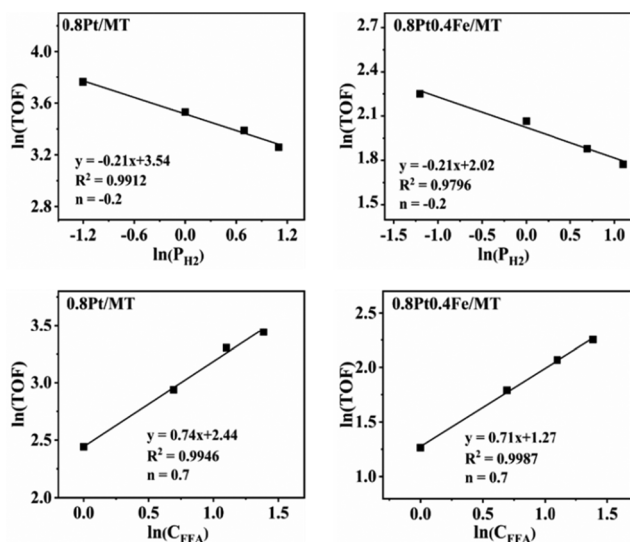 0.8Pt/MT
ln(TOF)
3.6
3.2
2.8
y = -0.21x+3.54
R² = 0.9912
n = -0.2
-1.2 -0.6 0.0 0.6 1.2
ln(P_H2)
0.8Pt0.4Fe/MT
ln(TOF)
2.7
2.4
2.1
1.8
1.5
y = -0.21x+2.02
R² = 0.9796
n = -0.2
-1.5 -1.0 -0.5 0.0 0.5 1.0
ln(P_H2)
0.8Pt/MT
ln(TOF)
3.5
3.0
2.5
2.0
y = 0.74x+2.44
R² = 0.9946
n = 0.7
0.0 0.5 1.0 1.5
ln(C_FFA)
0.8Pt0.4Fe/MT
ln(TOF)
2.5
2.0
1.5
1.0
y = 0.71x+1.27
R² = 0.9987
n = 0.7
0.0 0.5 1.0 1.5
ln(C_FFA)